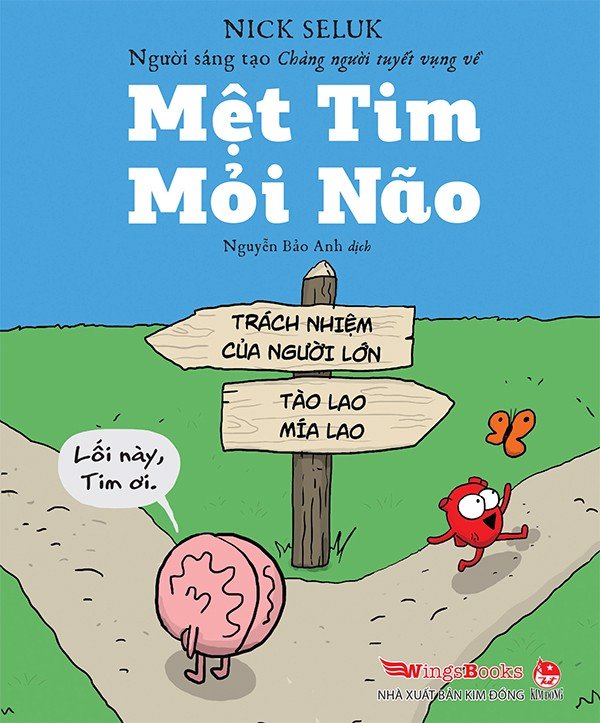 NICK SELUK
Người sáng tạo Chàng người tuyết vụng về
Mệt Tim
Mỏi Não
Nguyễn Bảo Anh dịch
TRÁCH NHIỆM
CỦA NGƯỜI LỚN
TÀO LAO
MÍA LAO
Lối này,
Tim ơi.
WingsBooks
NHÀ XUẤT BẢN KIM ĐỒNG
KIM ĐỒNG